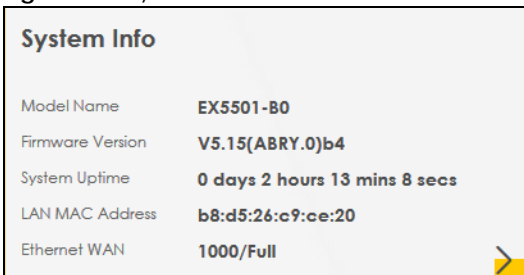 System Info
Model Name EX5501-B0
Firmware Version V5.15(ABRY.0)b4
System Uptime 0 days 2 hours 13 mins 8 secs
LAN MAC Address b8:d5:26:c9:ce:20
Ethernet WAN 1000/Full